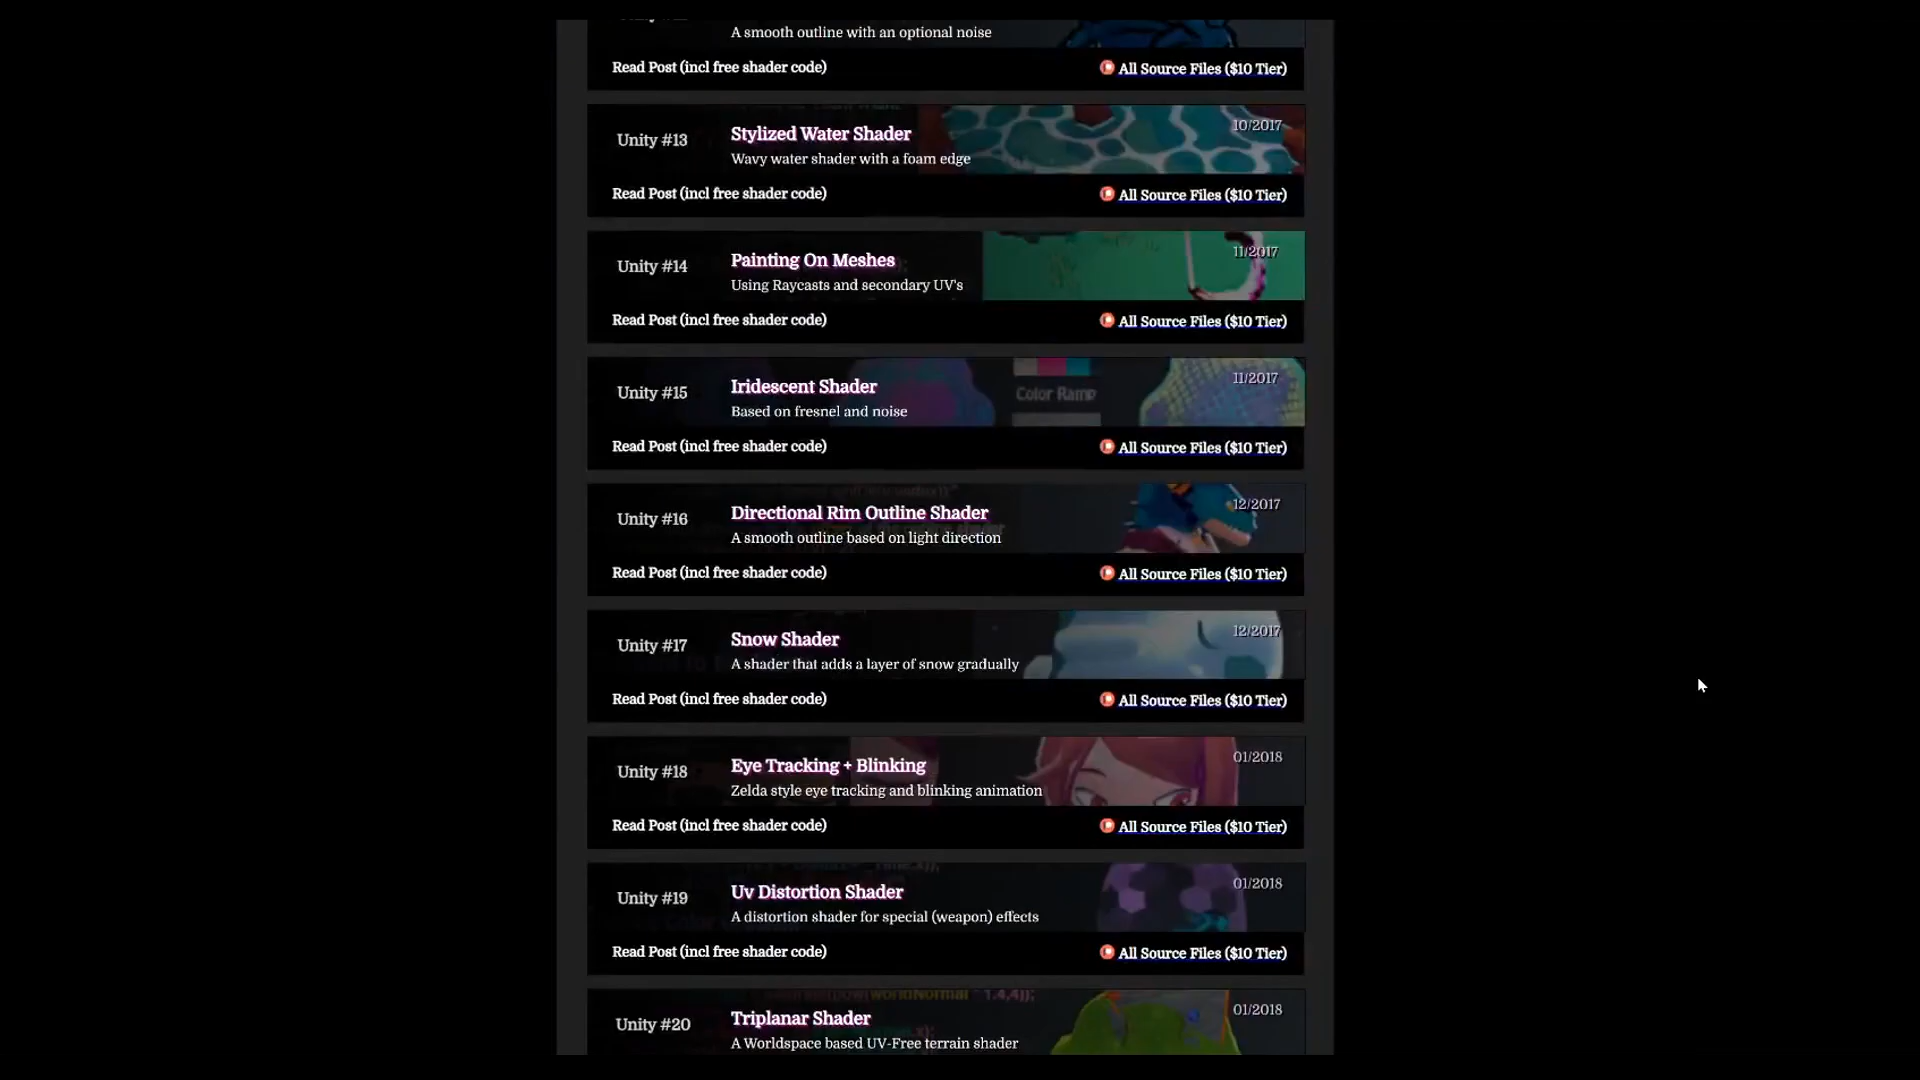 A smooth outline with an optional noise
Read Post (incl free shader code)
All Source Files ($10 Tier)
Unity #13
Stylized Water Shader
10/2017
Wavy water shader with a foam edge
Read Post (incl free shader code)
All Source Files ($10 Tier)
Unity #14
Painting On Meshes
11/2017
Using Raycasts and secondary UV's
Read Post (incl free shader code)
All Source Files ($10 Tier)
Unity #15
Iridescent Shader
11/2017
Color Ramp
Based on fresnel and noise
Read Post (incl free shader code)
All Source Files ($10 Tier)
Unity #16
Directional Rim Outline Shader
12/2017
A smooth outline based on light direction
Read Post (incl free shader code)
All Source Files ($10 Tier)
Unity #17
Snow Shader
12/2017
A shader that adds a layer of snow gradually
Read Post (incl free shader code)
All Source Files ($10 Tier)
Unity #18
Eye Tracking + Blinking
01/2018
Zelda style eye tracking and blinking animation
Read Post (incl free shader code)
All Source Files ($10 Tier)
Unity #19
Uv Distortion Shader
01/2018
A distortion shader for special (weapon) effects
Read Post (incl free shader code)
All Source Files ($10 Tier)
Unity #20
Triplanar Shader
01/2018
A Worldspace based UV-Free terrain shader